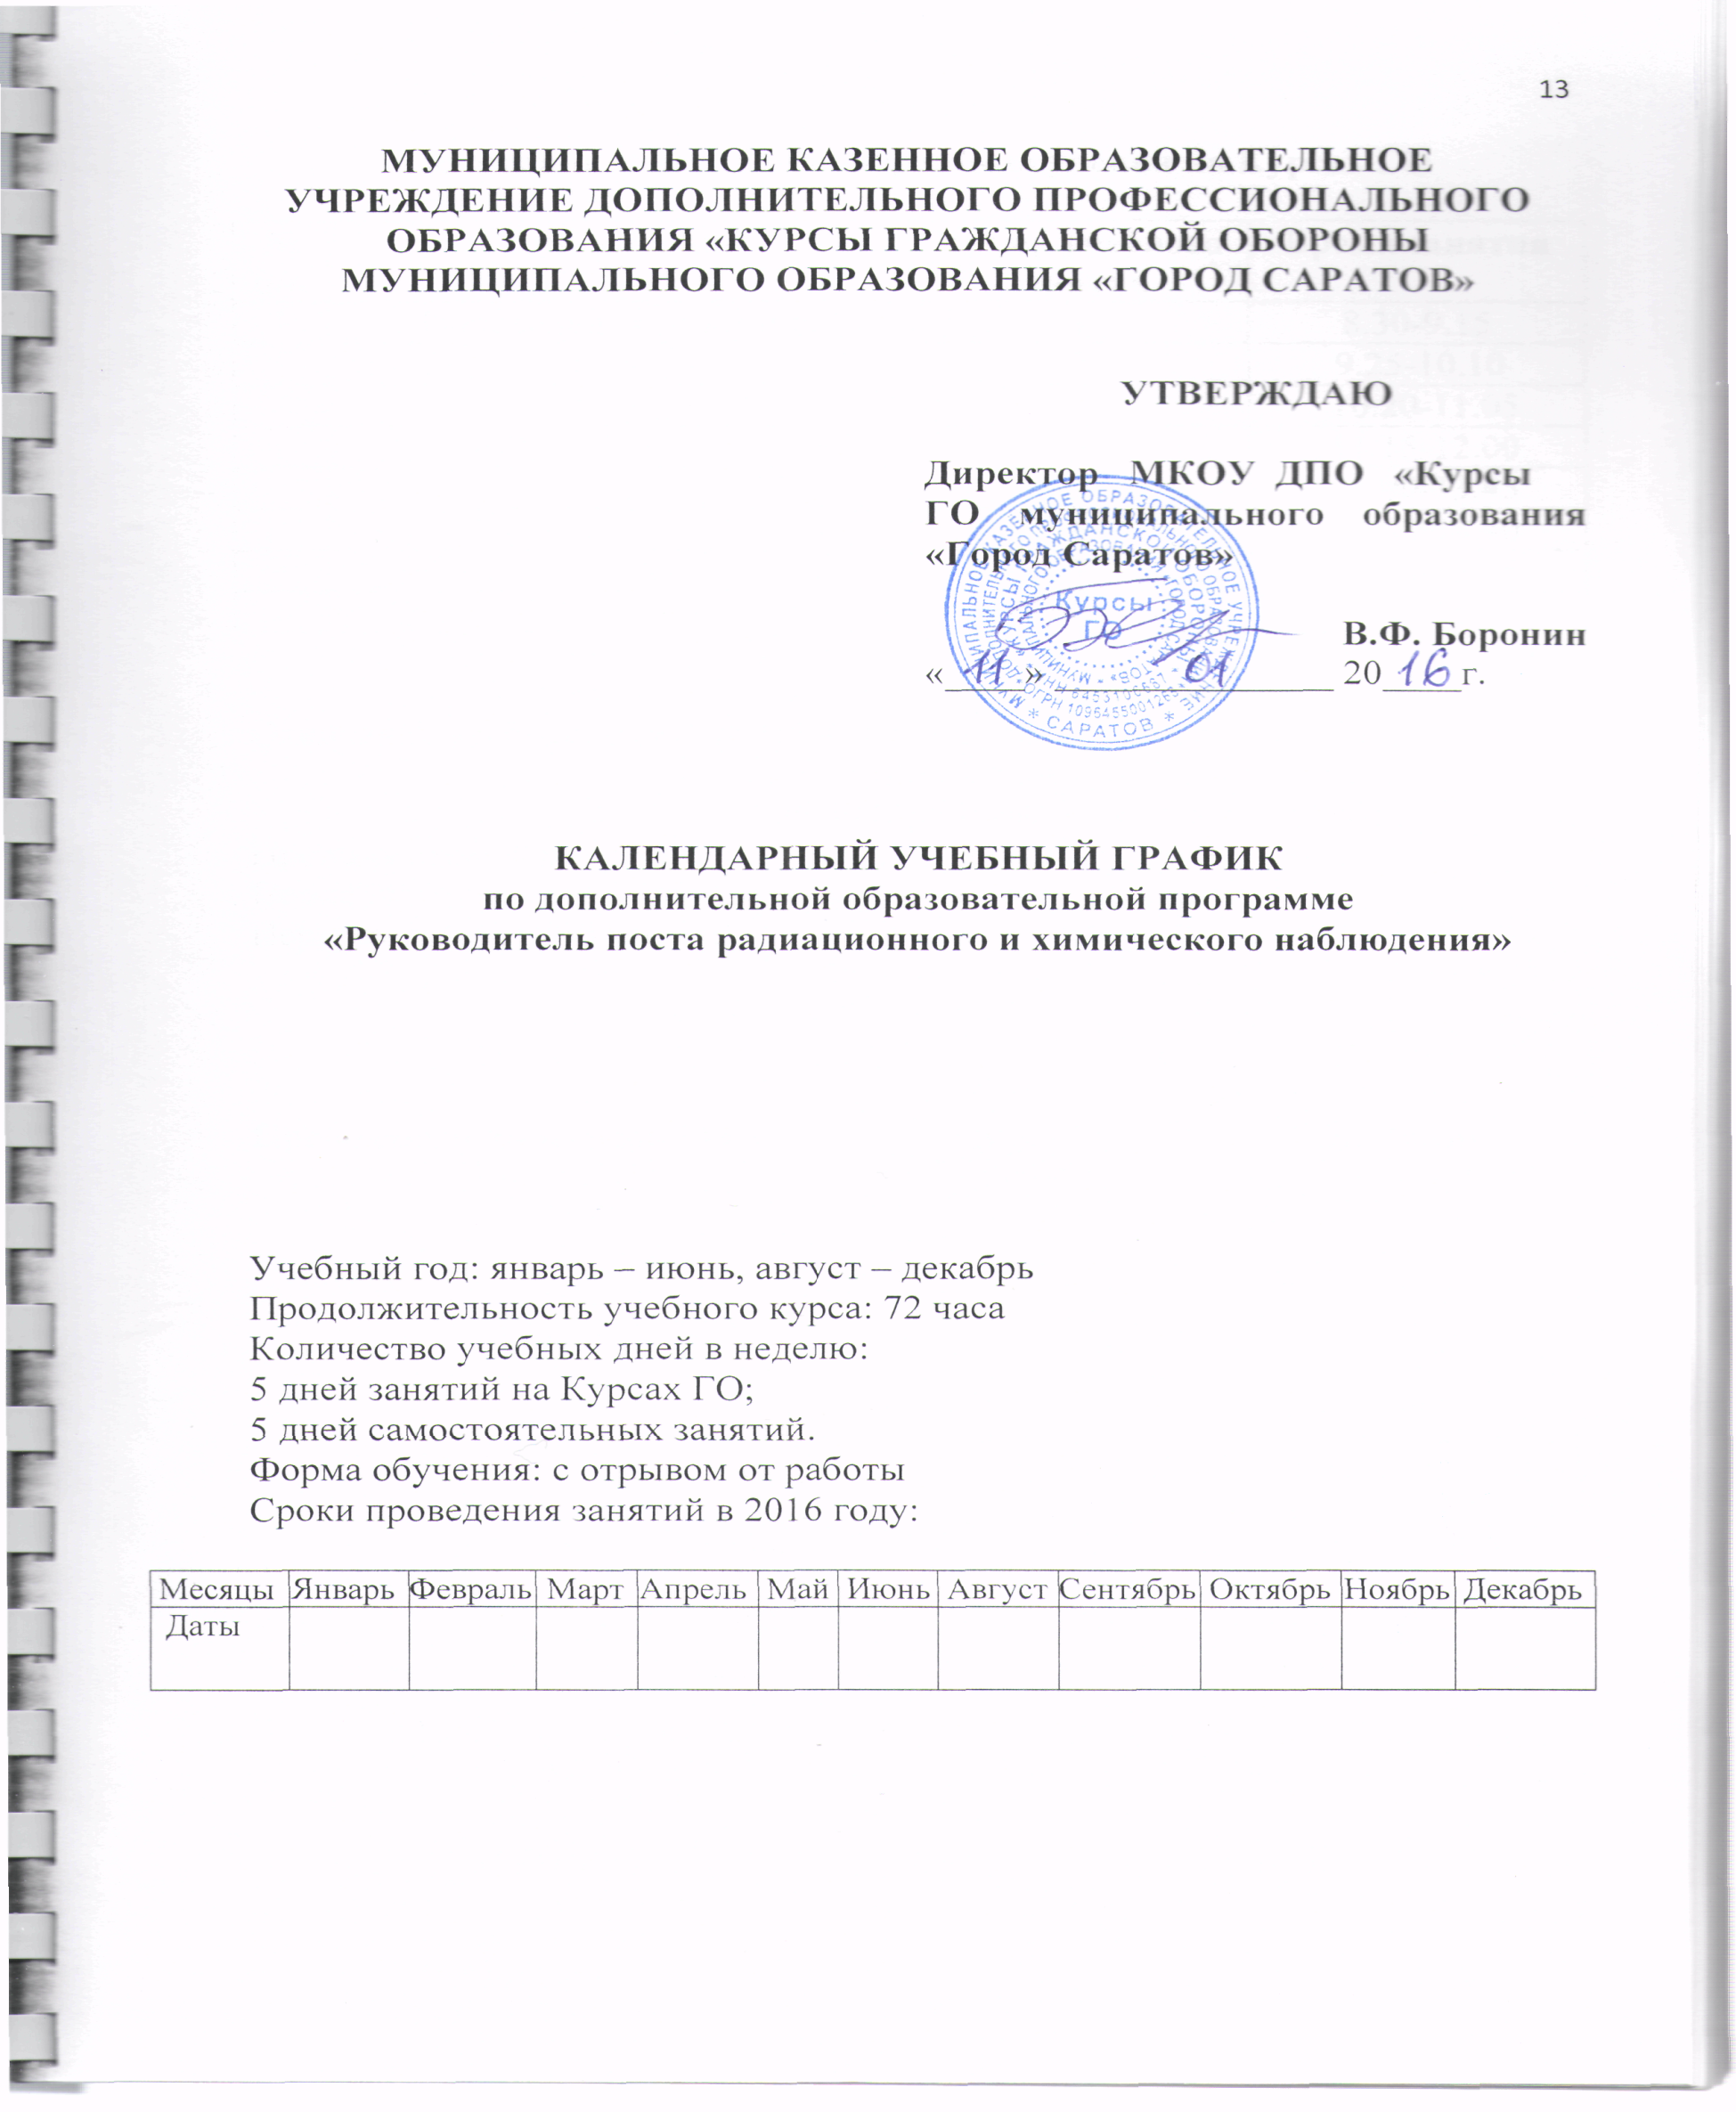 13
МУНИЦИПАЛЬНОЕ КАЗЕННОЕ ОБРАЗОВАТЕЛЬНОЕ
УЧРЕЖДЕНИЕ ДОПОЛНИТЕЛЬНОГО ПРОФЕССИОНАЛЬНОГО
ОБРАЗОВАНИЯ «КУРСЫ ГРАЖДАНСКОЙ ОБОРОНЫ
МУНИЦИПАЛЬНОГО ОБРАЗОВАНИЯ «ГОРОД САРАТОВ»
УТВЕРЖДАЮ
Директор МКОУ ДПО «Курсы
ГО муниципального образования
«Город Саратов»
Курсы
ГО
В.Ф. Боронин
«11» 01 2016г.
* САРАТОВ *
КАЛЕНДАРНЫЙ УЧЕБНЫЙ ГРАФИК
по дополнительной образовательной программе
«Руководитель поста радиационного и химического наблюдения»
Учебный год: январь – июнь, август – декабрь
Продолжительность учебного курса: 72 часа
Количество учебных дней в неделю:
5 дней занятий на Курсах ГО;
5 дней самостоятельных занятий.
Форма обучения: с отрывом от работы
Сроки проведения занятий в 2016 году:
Месяцы Январь Февраль Март Апрель Май Июнь Август Сентябрь Октябрь Ноябрь Декабрь
Даты